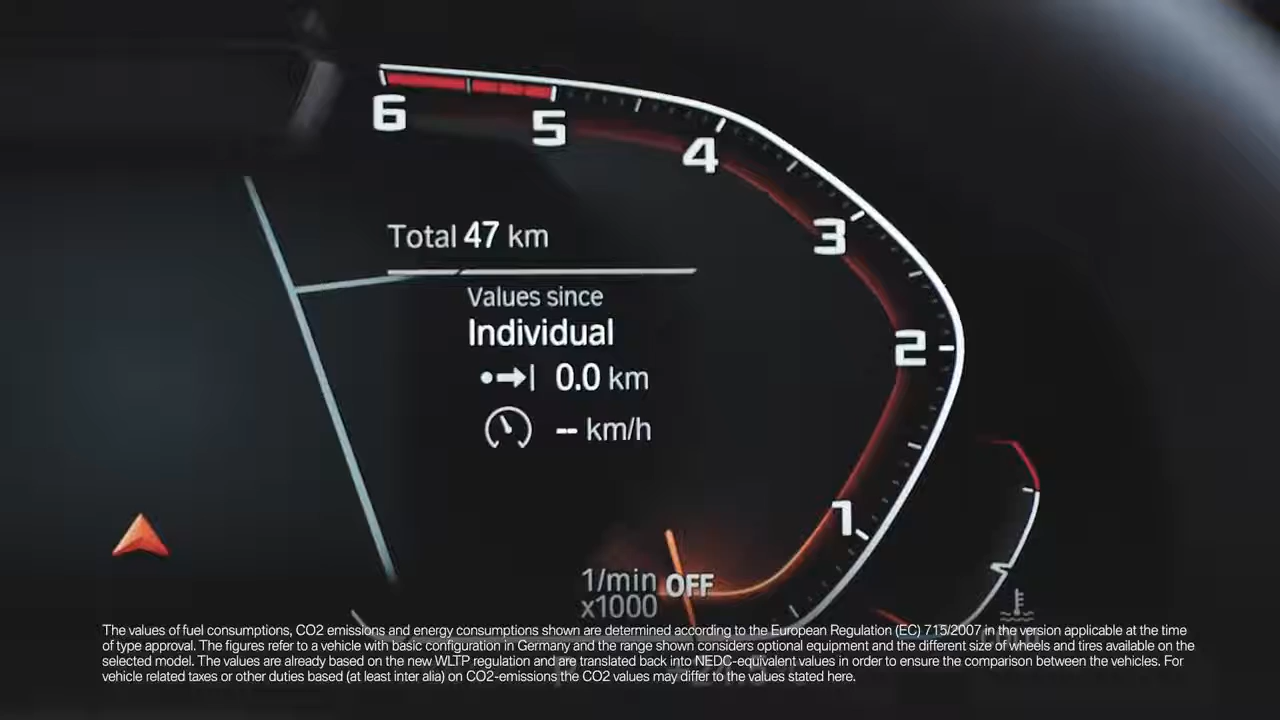 6
5
4
3
2
1
Total 47 km
Values since
Individual
0.0 km
-- km/h
1/min OFF
x1000
The values of fuel consumptions, CO2 emissions and energy consumptions shown are determined according to the European Regulation (EC) 715/2007 in the version applicable at the time
of type approval. The figures refer to a vehicle with basic configuration in Germany and the range shown considers optional equipment and the different size of wheels and tires available on the
selected model. The values are already based on the new WLTP regulation and are translated back into NEDC-equivalent values in order to ensure the comparison between the vehicles. For
vehicle related taxes or other duties based (at least inter alia) on CO2-emissions the CO2 values may differ to the values stated here.